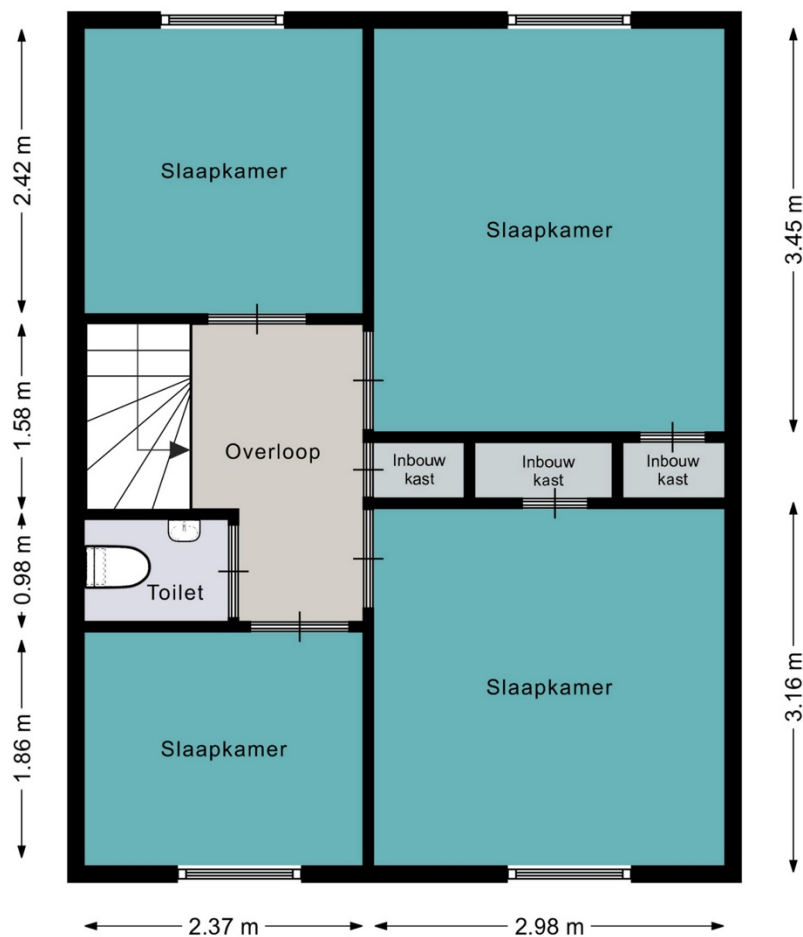 2.42 m
Slaapkamer
Slaapkamer
3.45 m
1.58 m
Overloop
Inbouw
kast
Inbouw
kast
Inbouw
kast
0.98 m
Toilet
Slaapkamer
3.16 m
1.86 m
Slaapkamer
2.37 m
2.98 m